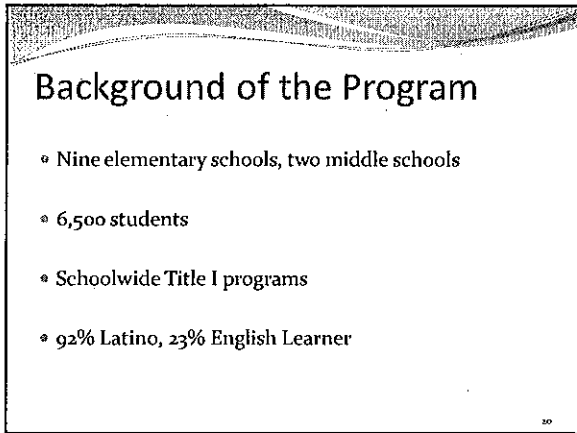 Background of the Program
• Nine elementary schools, two middle schools
• 6,500 students
• Schoolwide Title I programs
• 92% Latino, 23% English Learner
20